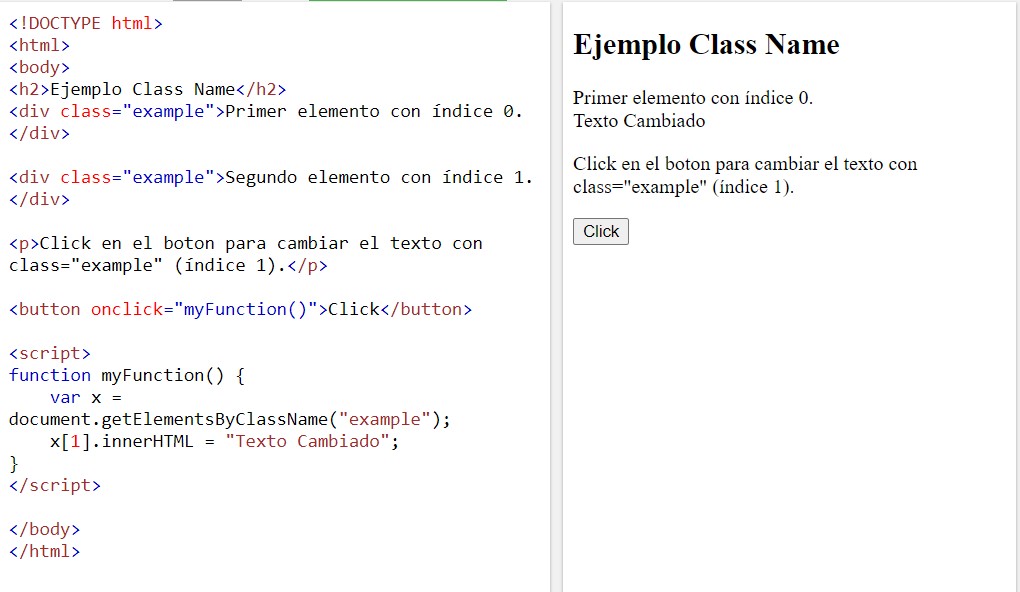 <!DOCTYPE html>
<html>
<body>
<h2>Ejemplo Class Name</h2>
<div class="example">Primer elemento con índice 0.
</div>
<div class="example">Segundo elemento con índice 1.
</div>
<p>Click en el boton para cambiar el texto con
class="example" (índice 1).</p>
<button onclick="myFunction()">Click</button>
<script>
function myFunction() {
    var x =
document.getElementsByClassName("example");
    x[1].innerHTML = "Texto Cambiado";
}
</script>
</body>
</html>
Ejemplo Class Name
Primer elemento con índice 0.
Texto Cambiado
Click en el boton para cambiar el texto con
class="example" (índice 1).
Click